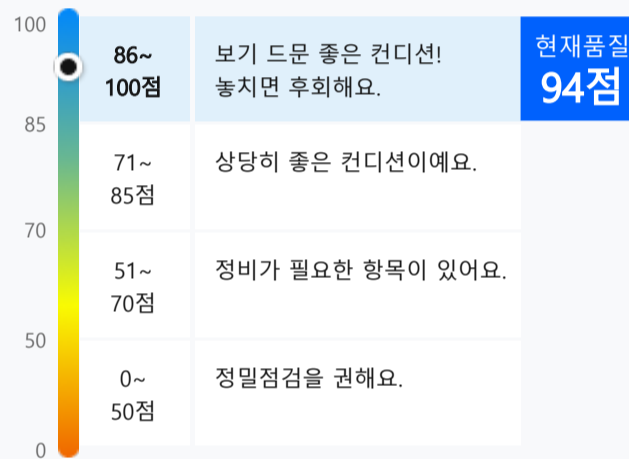 100
85
70
50
0
86~
100점
보기 드문 좋은 컨디션!
놓치면 후회해요.
현재품질
94점
71~
85점
상당히 좋은 컨디션이예요.
51~
70점
정비가 필요한 항목이 있어요.
0~
50점
정밀점검을 권해요.